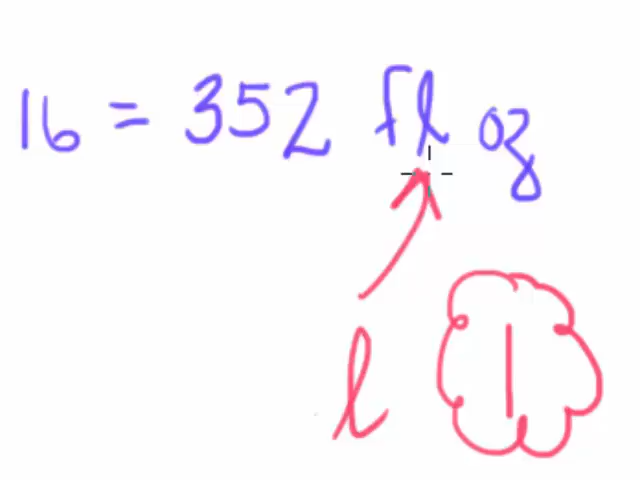 16 = 352 fl oz
l l